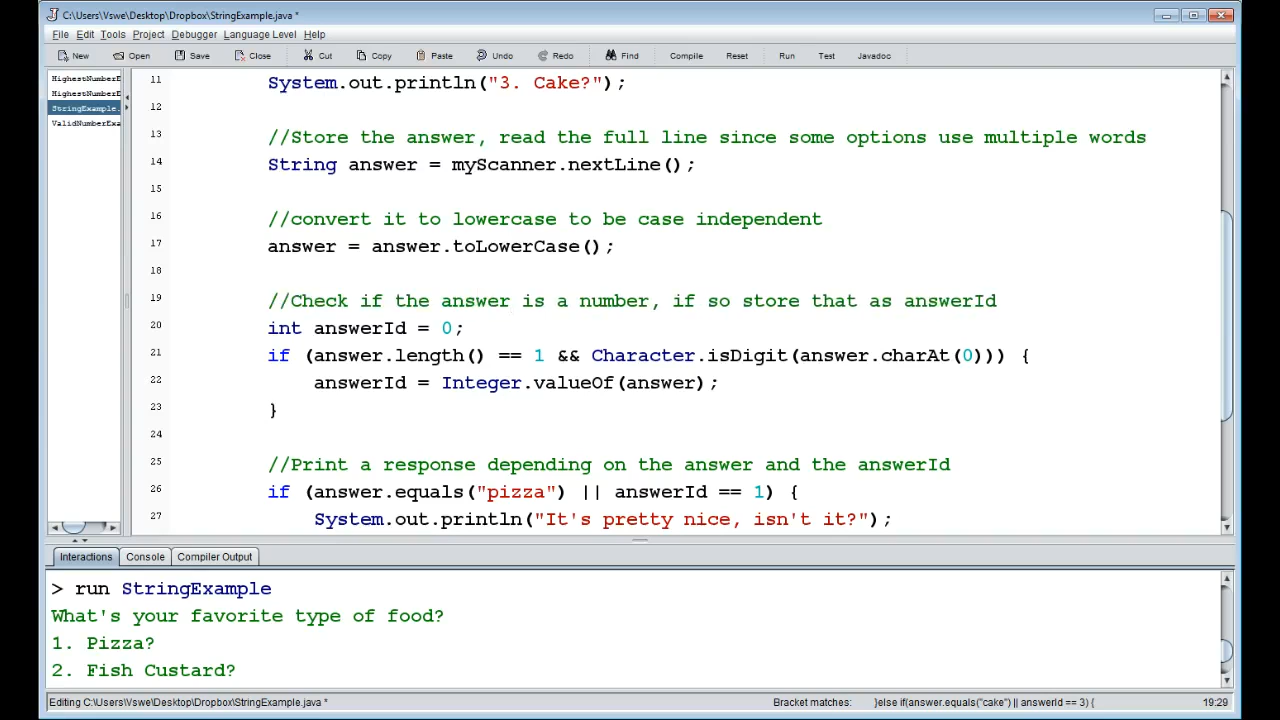 C:\Users\Vswe\Desktop\Dropbox\StringExample.java *
File Edit Tools Project Debugger Language Level Help
New Open Save Close Cut Copy Paste Undo Redo Find Compile Reset Run Test Javadoc
HighestNumberE
HighestNumberE
StringExample.
ValidNumberExa
11 System.out.println("3. Cake?");
12
13 //Store the answer, read the full line since some options use multiple words
14 String answer = myScanner.nextLine();
15
16 //convert it to lowercase to be case independent
17 answer = answer.toLowerCase();
18
19 //Check if the answer is a number, if so store that as answerId
20 int answerId = 0;
21 if (answer.length() == 1 && Character.isDigit(answer.charAt(0))) {
22 answerId = Integer.valueOf(answer);
23 }
24
25 //Print a response depending on the answer and the answerId
26 if (answer.equals("pizza") || answerId == 1) {
27 System.out.println("It's pretty nice, isn't it?");
Interactions Console Compiler Output
> run StringExample
What's your favorite type of food?
1. Pizza?
2. Fish Custard?
Editing C:\Users\Vswe\Desktop\Dropbox\StringExample.java * Bracket matches: }else if(answer.equals("cake") || answerId == 3) { 19:29